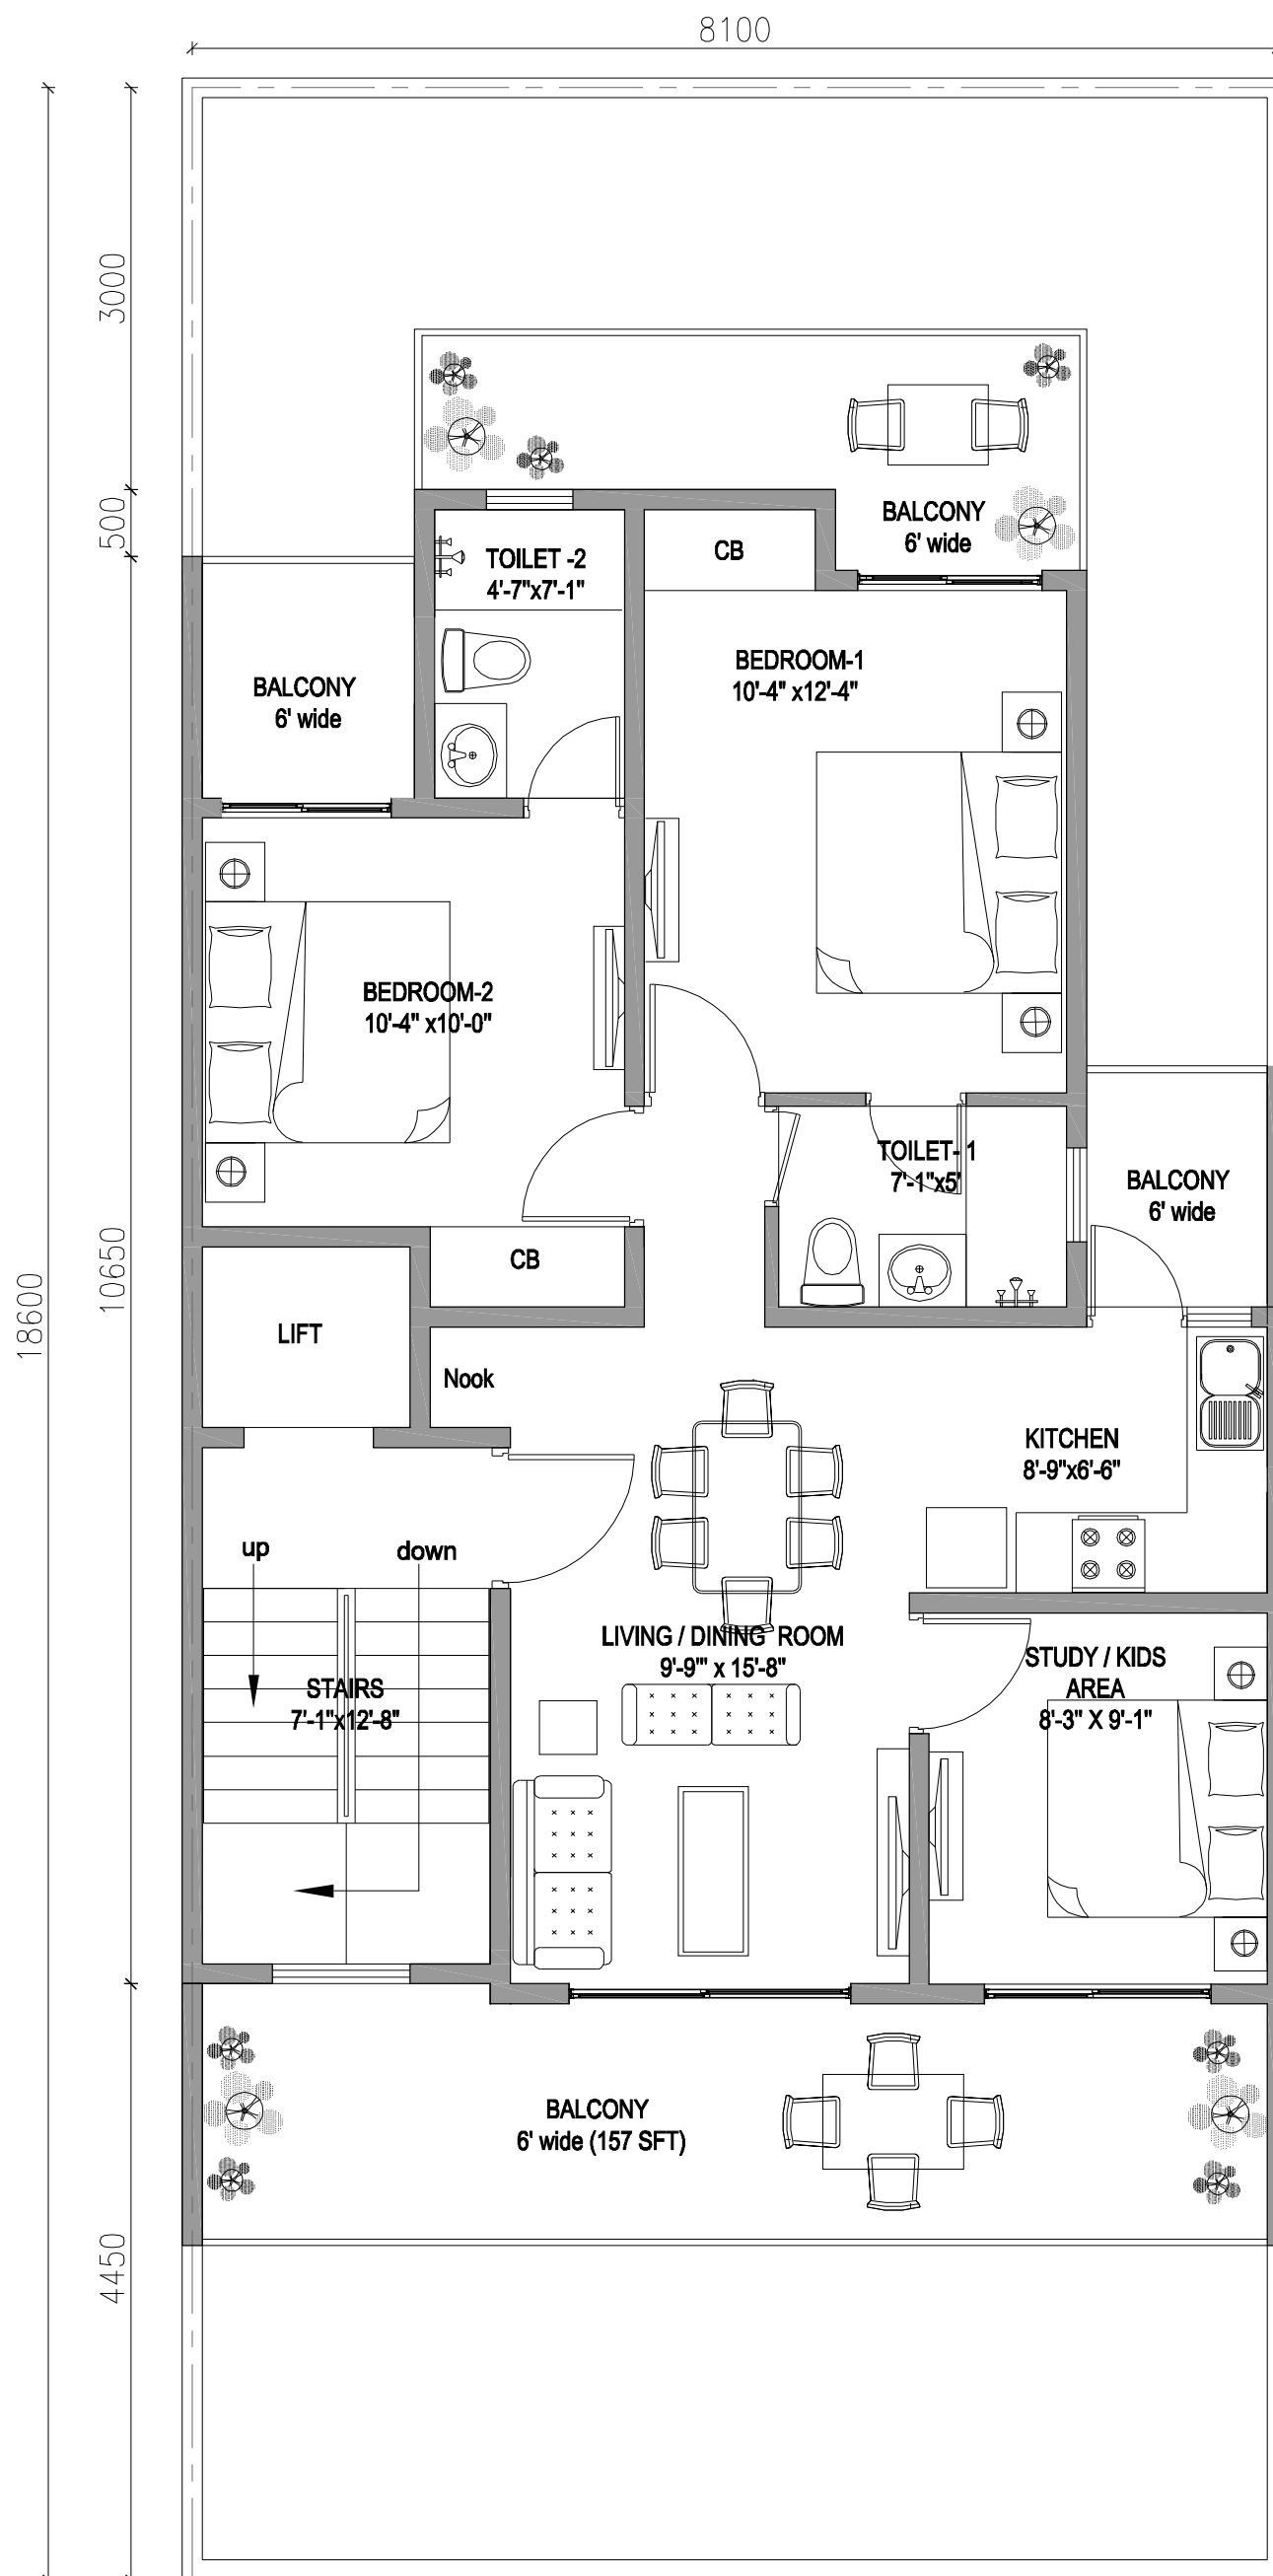 8100
3000
500
10650
18600
4450
BALCONY
6' wide
CB
TOILET -2
4'-7"x7'-1"
BEDROOM-1
10'-4" x12'-4"
BALCONY
6' wide
BEDROOM-2
10'-4" x10'-0"
TOILET- 1
7'-1"x5'
BALCONY
6' wide
CB
LIFT
Nook
KITCHEN
8'-9"x6'-6"
up
down
LIVING / DINING ROOM
9'-9'" x 15'-8"
STUDY / KIDS
AREA
8'-3" X 9'-1"
STAIRS
7'-1"x12'-8"
BALCONY
6' wide (157 SFT)